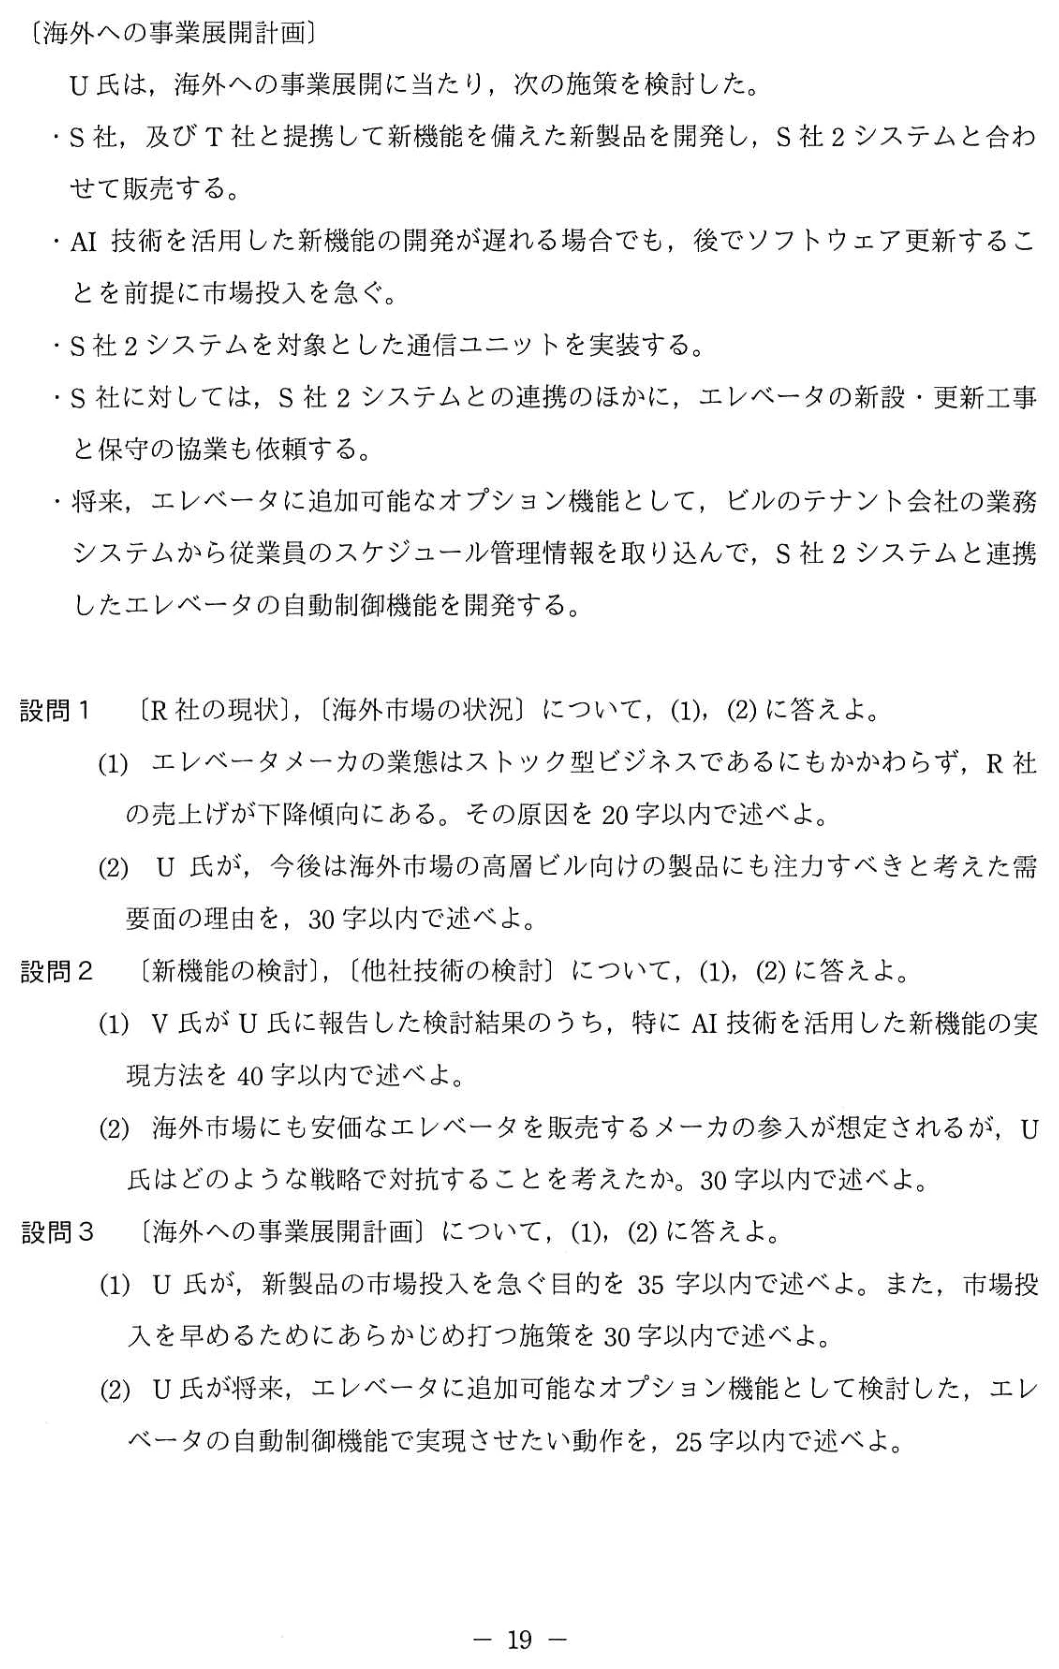 〔海外への事業展開計画〕
U氏は，海外への事業展開に当たり，次の施策を検討した。
・S社，及びT社と提携して新機能を備えた新製品を開発し，S社2システムと合わ
せて販売する。
・AI技術を活用した新機能の開発が遅れる場合でも，後でソフトウェア更新するこ
とを前提に市場投入を急ぐ。
・S社2システムを対象とした通信ユニットを実装する。
・S社に対しては，S社2システムとの連携のほかに，エレベータの新設・更新工事
と保守の協業も依頼する。
・将来，エレベータに追加可能なオプション機能として，ビルのテナント会社の業務
システムから従業員のスケジュール管理情報を取り込んで，S社2システムと連携
したエレベータの自動制御機能を開発する。
設問1 〔R社の現状〕，〔海外市場の状況〕について，(1)，(2)に答えよ。
(1) エレベータメーカの業態はストック型ビジネスであるにもかかわらず，R社
の売上げが下降傾向にある。その原因を20字以内で述べよ。
(2) U氏が，今後は海外市場の高層ビル向けの製品にも注力すべきと考えた需
要面の理由を，30字以内で述べよ。
設問2 〔新機能の検討〕，〔他社技術の検討〕について，(1)，(2)に答えよ。
(1) V氏がU氏に報告した検討結果のうち，特にAI技術を活用した新機能の実
現方法を40字以内で述べよ。
(2) 海外市場にも安価なエレベータを販売するメーカの参入が想定されるが，U
氏はどのような戦略で対抗することを考えたか。30字以内で述べよ。
設問3 〔海外への事業展開計画〕について，(1)，(2)に答えよ。
(1) U氏が，新製品の市場投入を急ぐ目的を35字以内で述べよ。また，市場投
入を早めるためにあらかじめ打つ施策を30字以内で述べよ。
(2) U氏が将来，エレベータに追加可能なオプション機能として検討した，エレ
ベータの自動制御機能で実現させたい動作を，25字以内で述べよ。
－ 19 －